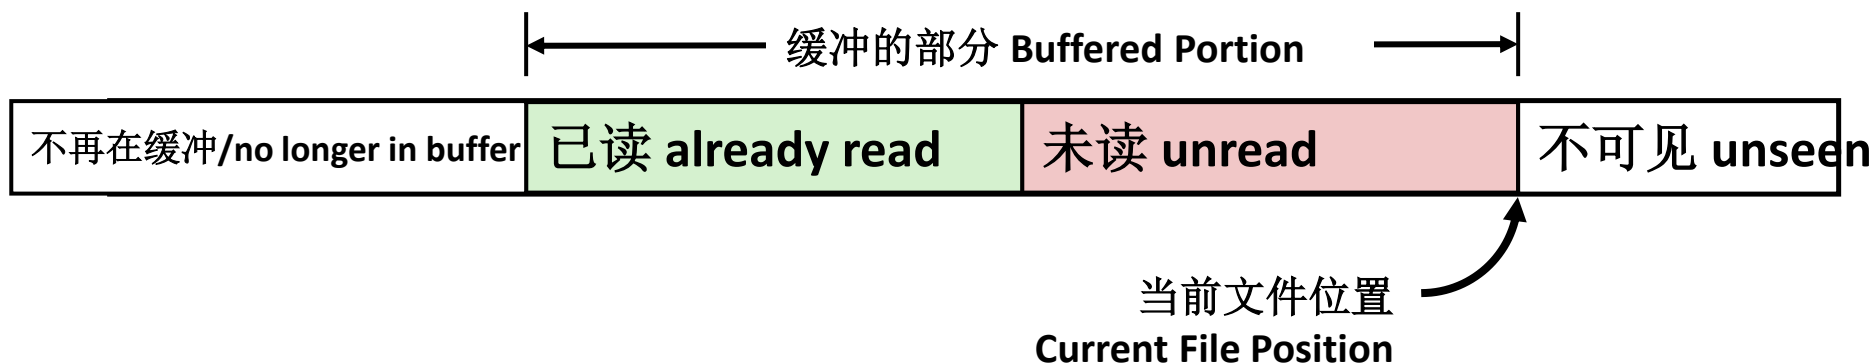 缓冲的部分 Buffered Portion
不再在缓冲/no longer in buffer
已读 already read
未读 unread
不可见 unseen
当前文件位置
Current File Position